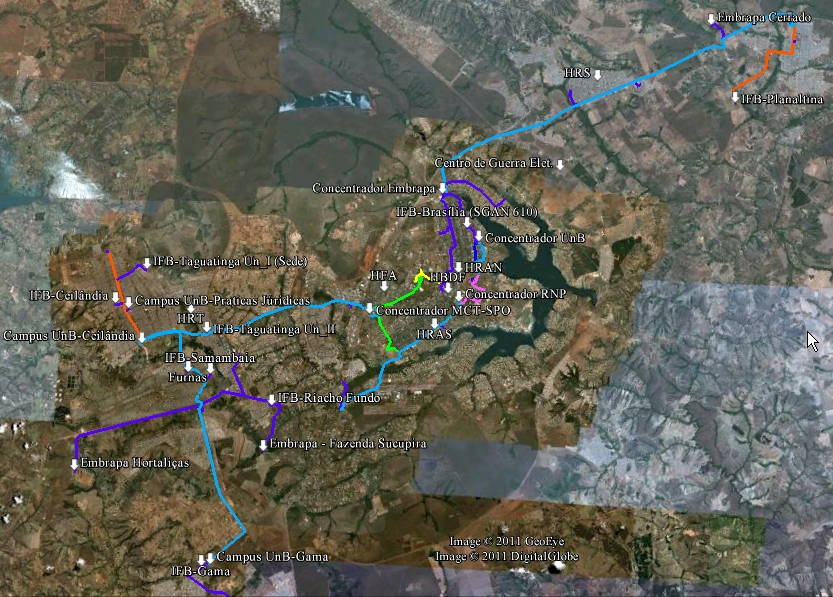 Embrapa Cerrado
HRS
IFB-Planaltina
Centro de Guerra Elet.
Concentrador Embrapa
IFB-Brasília (SGAN 610)
Concentrador UnB
IFB-Taguatinga Un_I (Sede)
HFA
HBDF
HRAN
IFB-Ceilândia
Campus UnB-Praticas Júridicas
Concentrador RNP
HRT
Concentrador MCT-SPO
Campus UnB-Ceilândia
IFB-Taguatinga Un_II
HRAS
IFB-Samambaia
Furnas
IFB-Riacho Fundo
Embrapa - Fazenda Sucupira
Embrapa Hortaliças
Image © 2011 GeoEye
Image © 2011 DigitalGlobe
Campus UnB-Gama
IFB-Gama